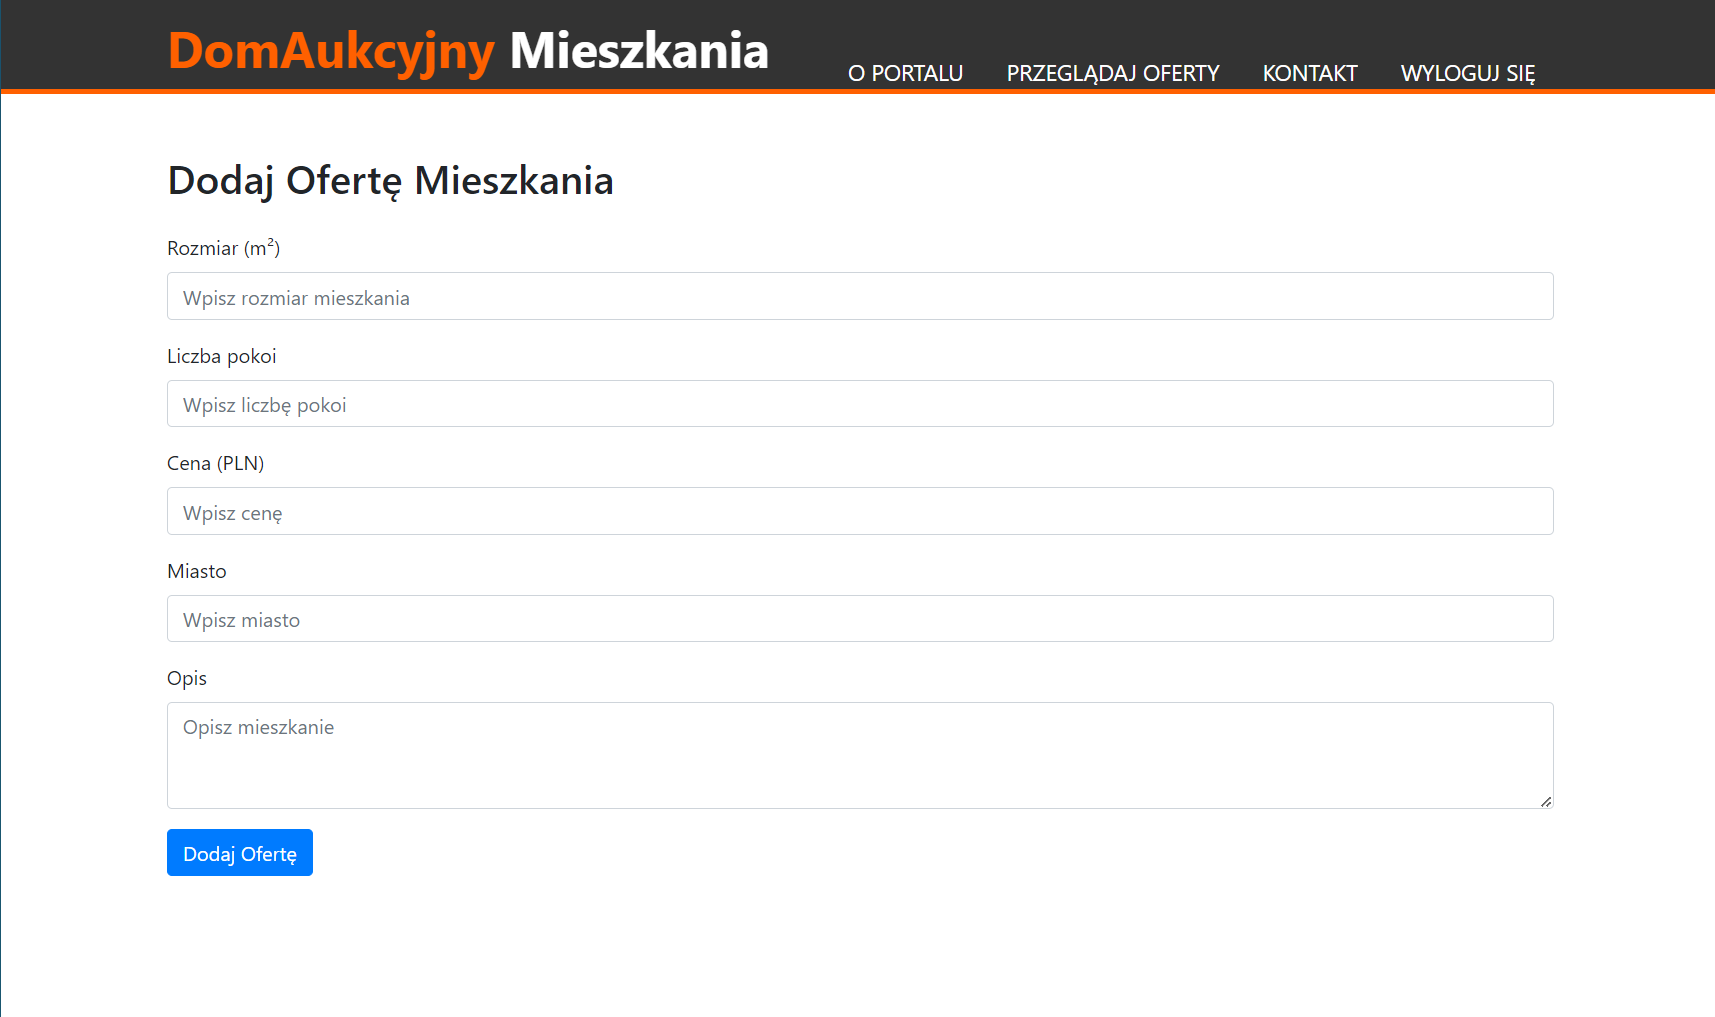 DomAukcyjny Mieszkania
O PORTALU PRZEGLĄDAJ OFERTY KONTAKT WYLOGUJ SIĘ
Dodaj Ofertę Mieszkania
Rozmiar (m²)
Wpisz rozmiar mieszkania
Liczba pokoi
Wpisz liczbę pokoi
Cena (PLN)
Wpisz cenę
Miasto
Wpisz miasto
Opis
Opisz mieszkanie
Dodaj Ofertę